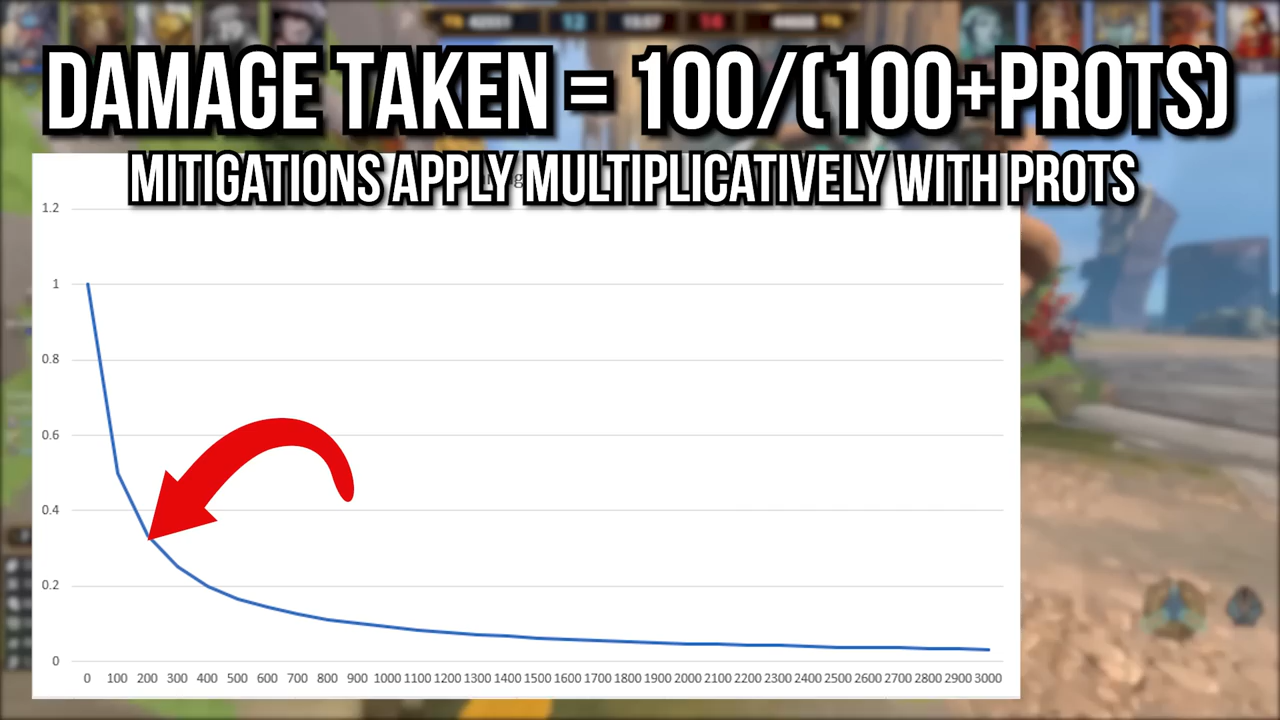 DAMAGE TAKEN = 100/(100+PROTS)
MITIGATIONS APPLY MULTIPLICATIVELY WITH PROTS
1.2
1
0.8
0.6
0.4
0.2
0
0 100 200 300 400 500 600 700 800 900 1000 1100 1200 1300 1400 1500 1600 1700 1800 1900 2000 2100 2200 2300 2400 2500 2600 2700 2800 2900 3000